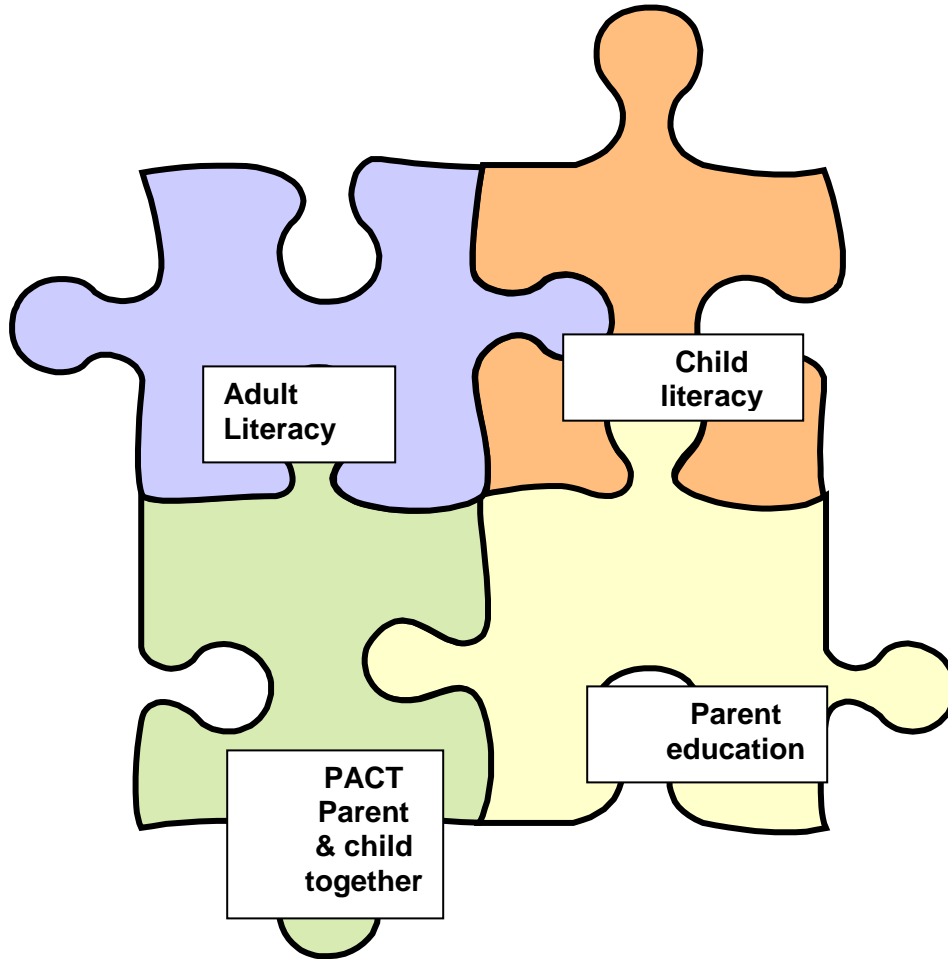 Adult
Literacy
Child
literacy
PACT
Parent
& child
together
Parent
education